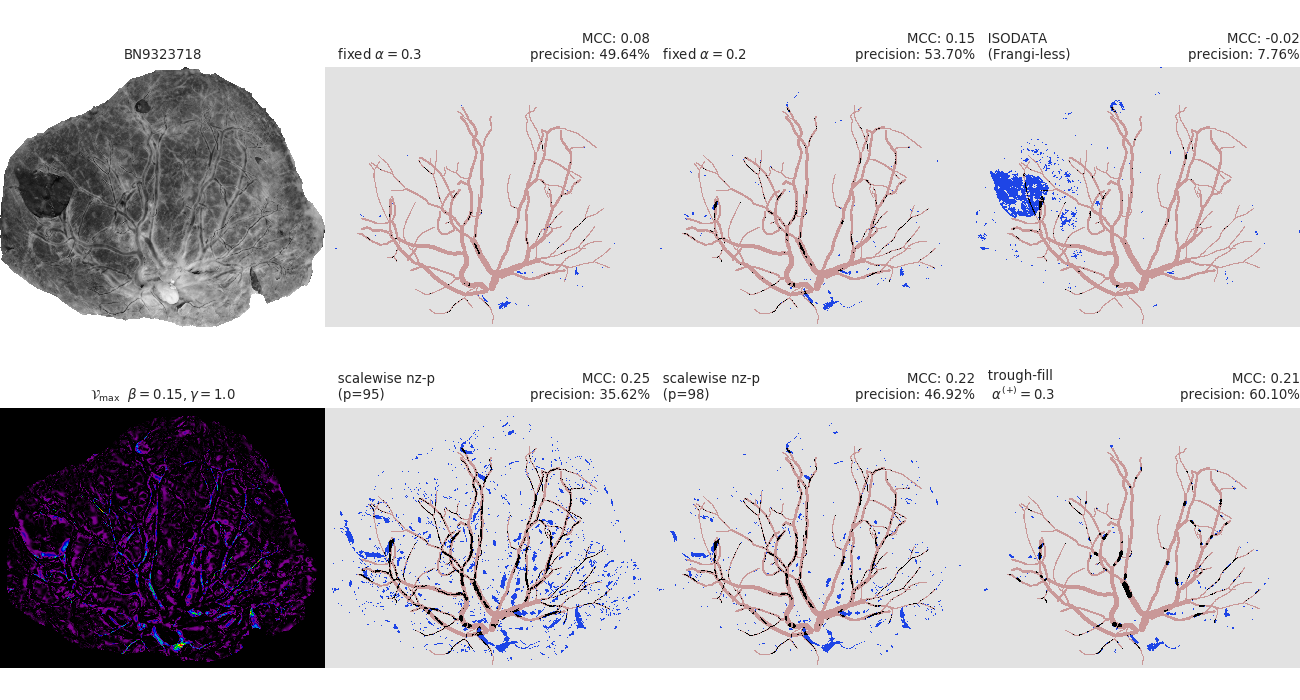 BN9323718
fixed α = 0.3
MCC: 0.08
precision: 49.64%
fixed α = 0.2
MCC: 0.15
precision: 53.70%
ISODATA
(Frangi-less)
MCC: -0.02
precision: 7.76%
𝒱max β = 0.15, γ = 1.0
scalewise nz-p
(p=95)
MCC: 0.25
precision: 35.62%
scalewise nz-p
(p=98)
MCC: 0.22
precision: 46.92%
trough-fill
α(+) = 0.3
MCC: 0.21
precision: 60.10%